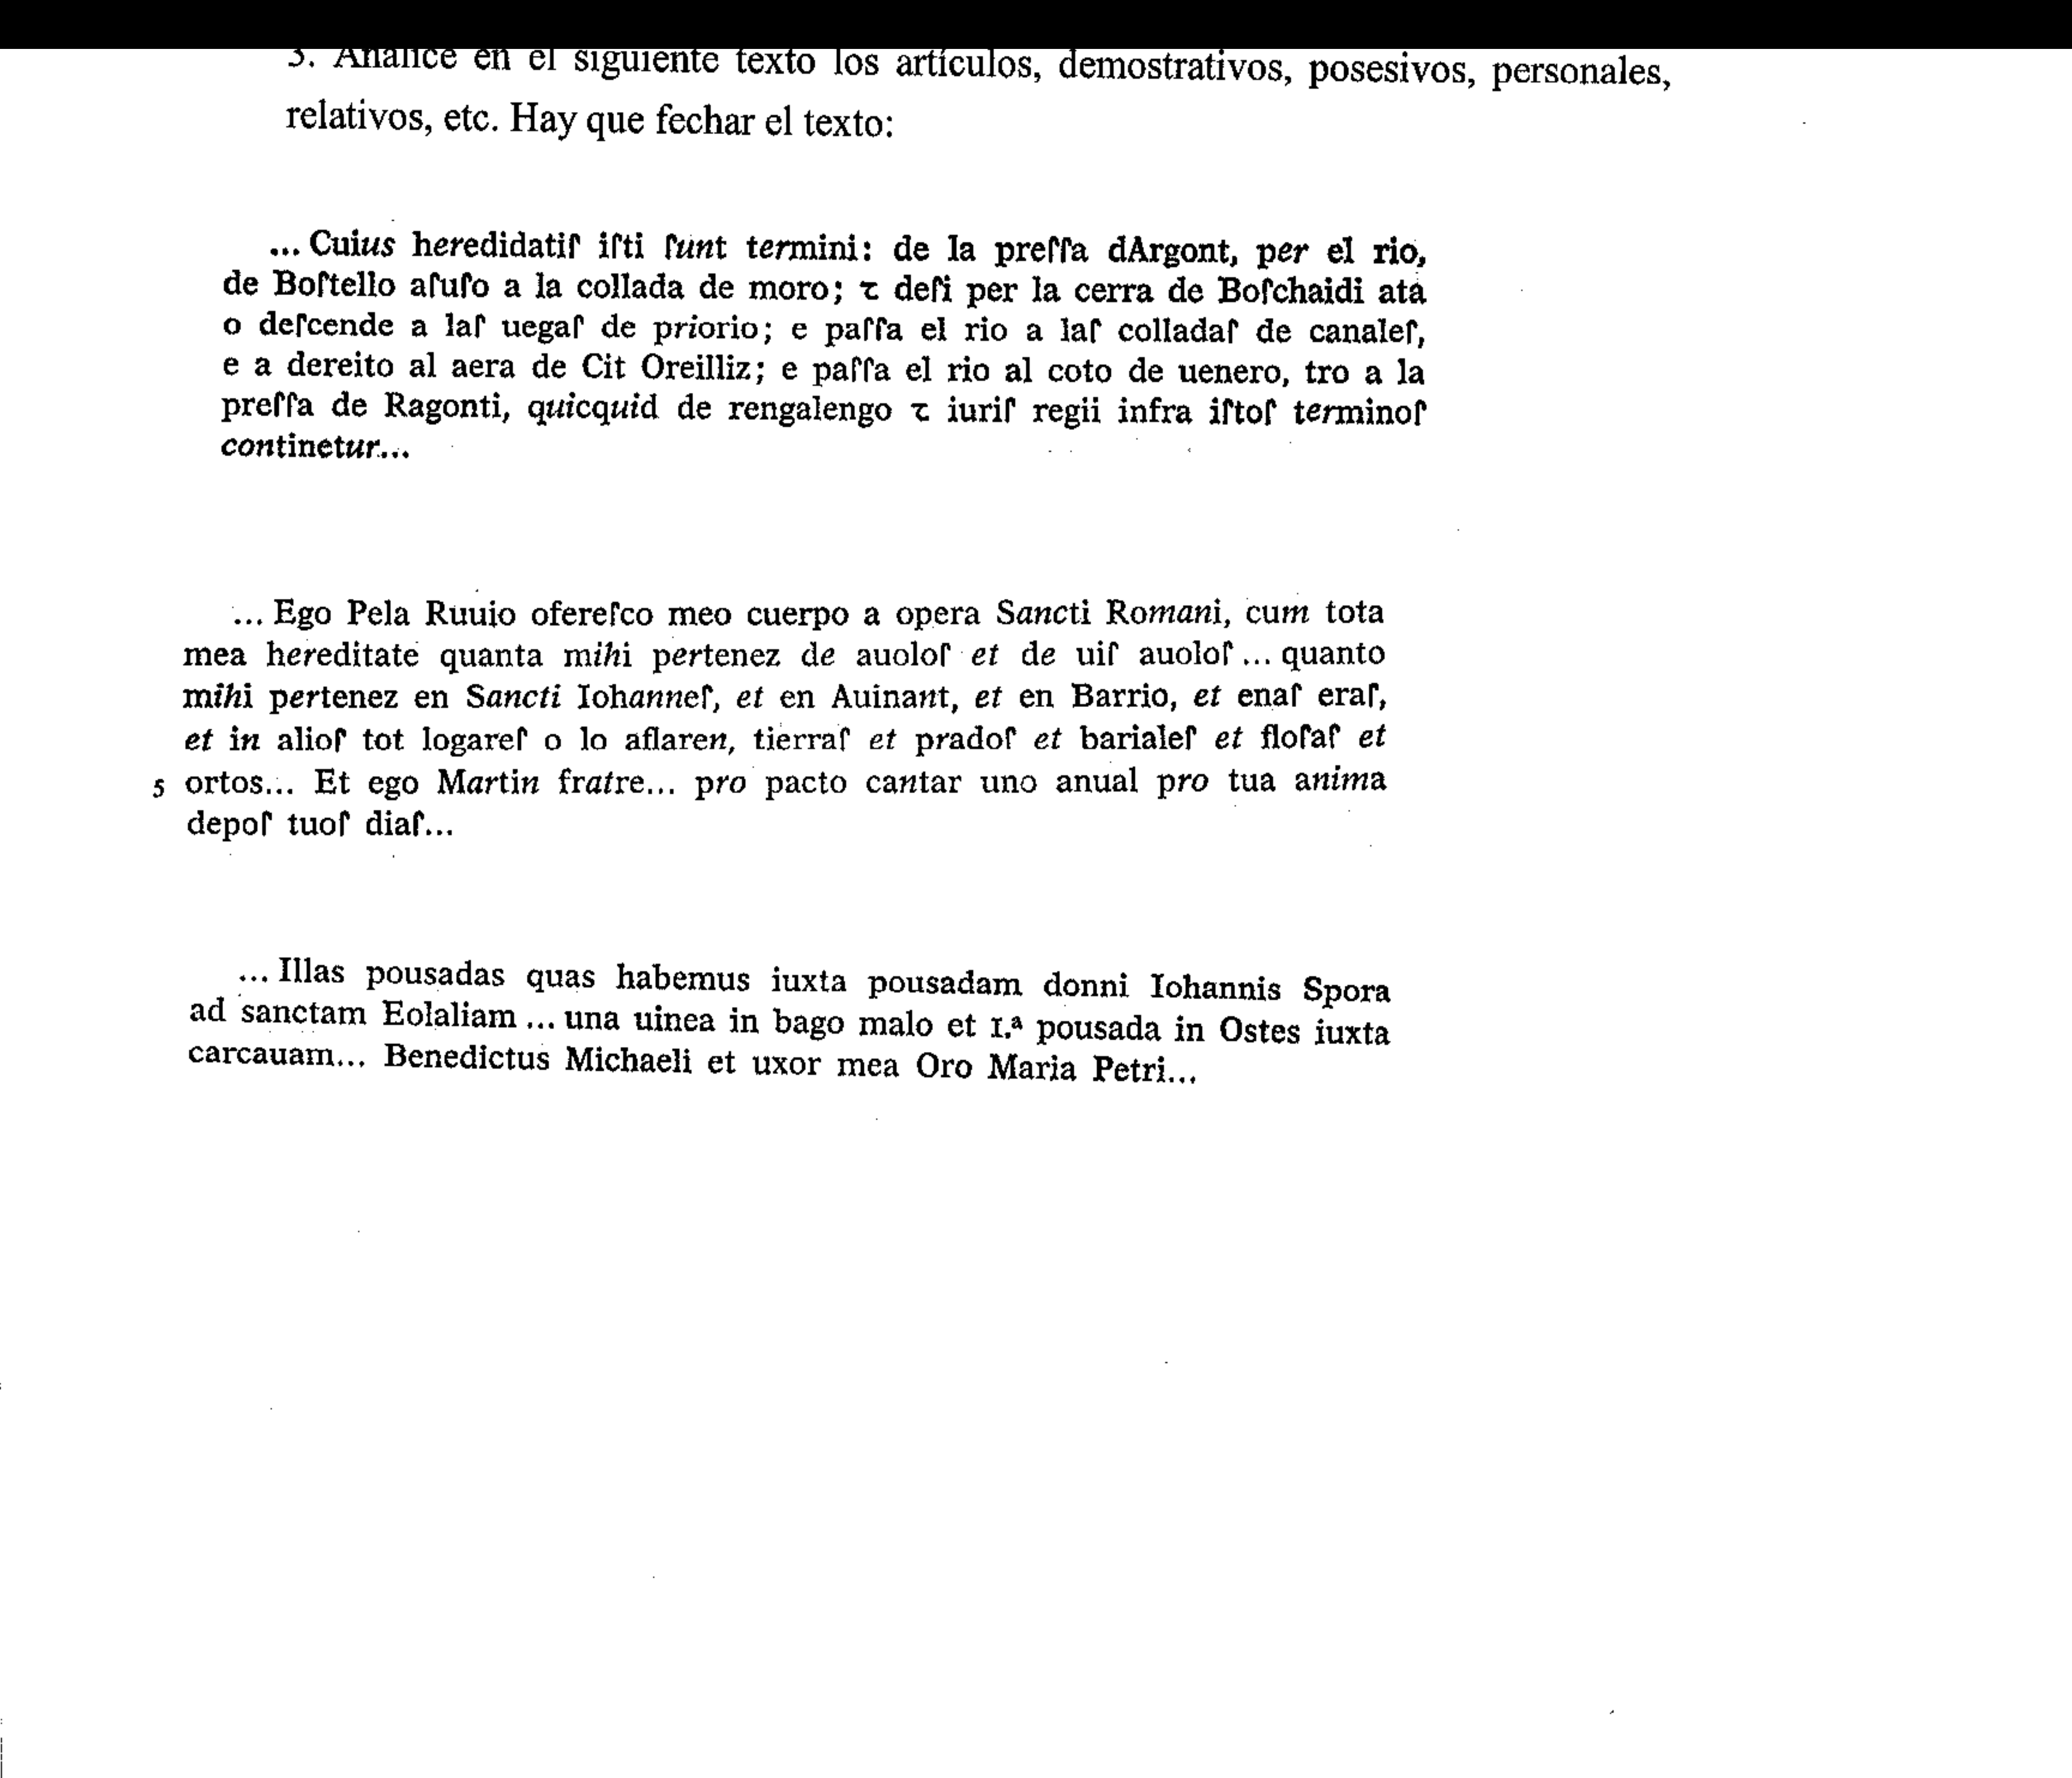 3. Analice en el siguiente texto los artículos, demostrativos, posesivos, personales,
relativos, etc. Hay que fechar el texto:
... Cuius heredidatiſ iſti ſunt termini: de la preſſa dArgont, per el rio,
de Boſtello aſuſo a la collada de moro; τ deſi per la cerra de Boſchaidi ata
o deſcende a laſ uegaſ de priorio; e paſſa el rio a laſ colladaſ de canaleſ,
e a dereito al aera de Cit Oreilliz; e paſſa el rio al coto de uenero, tro a la
preſſa de Ragonti, quicquid de rengalengo τ iuriſ regii infra iſtoſ terminoſ
continetur...
... Ego Pela Ruuio ofereſco meo cuerpo a opera Sancti Romani, cum tota
mea hereditate quanta mihi pertenez de auoloſ et de uiſ auoloſ ... quanto
mihi pertenez en Sancti Iohanneſ, et en Auinant, et en Barrio, et enaſ eraſ,
et in alioſ tot logareſ o lo aflaren, tierraſ et pradoſ et barialeſ et floſaſ et
5 ortos... Et ego Martin fratre... pro pacto cantar uno anual pro tua anima
depoſ tuoſ diaſ...
... Illas pousadas quas habemus iuxta pousadam donni Iohannis Spora
ad sanctam Eolaliam ... una uinea in bago malo et I.ª pousada in Ostes iuxta
carcauam... Benedictus Michaeli et uxor mea Oro Maria Petri...